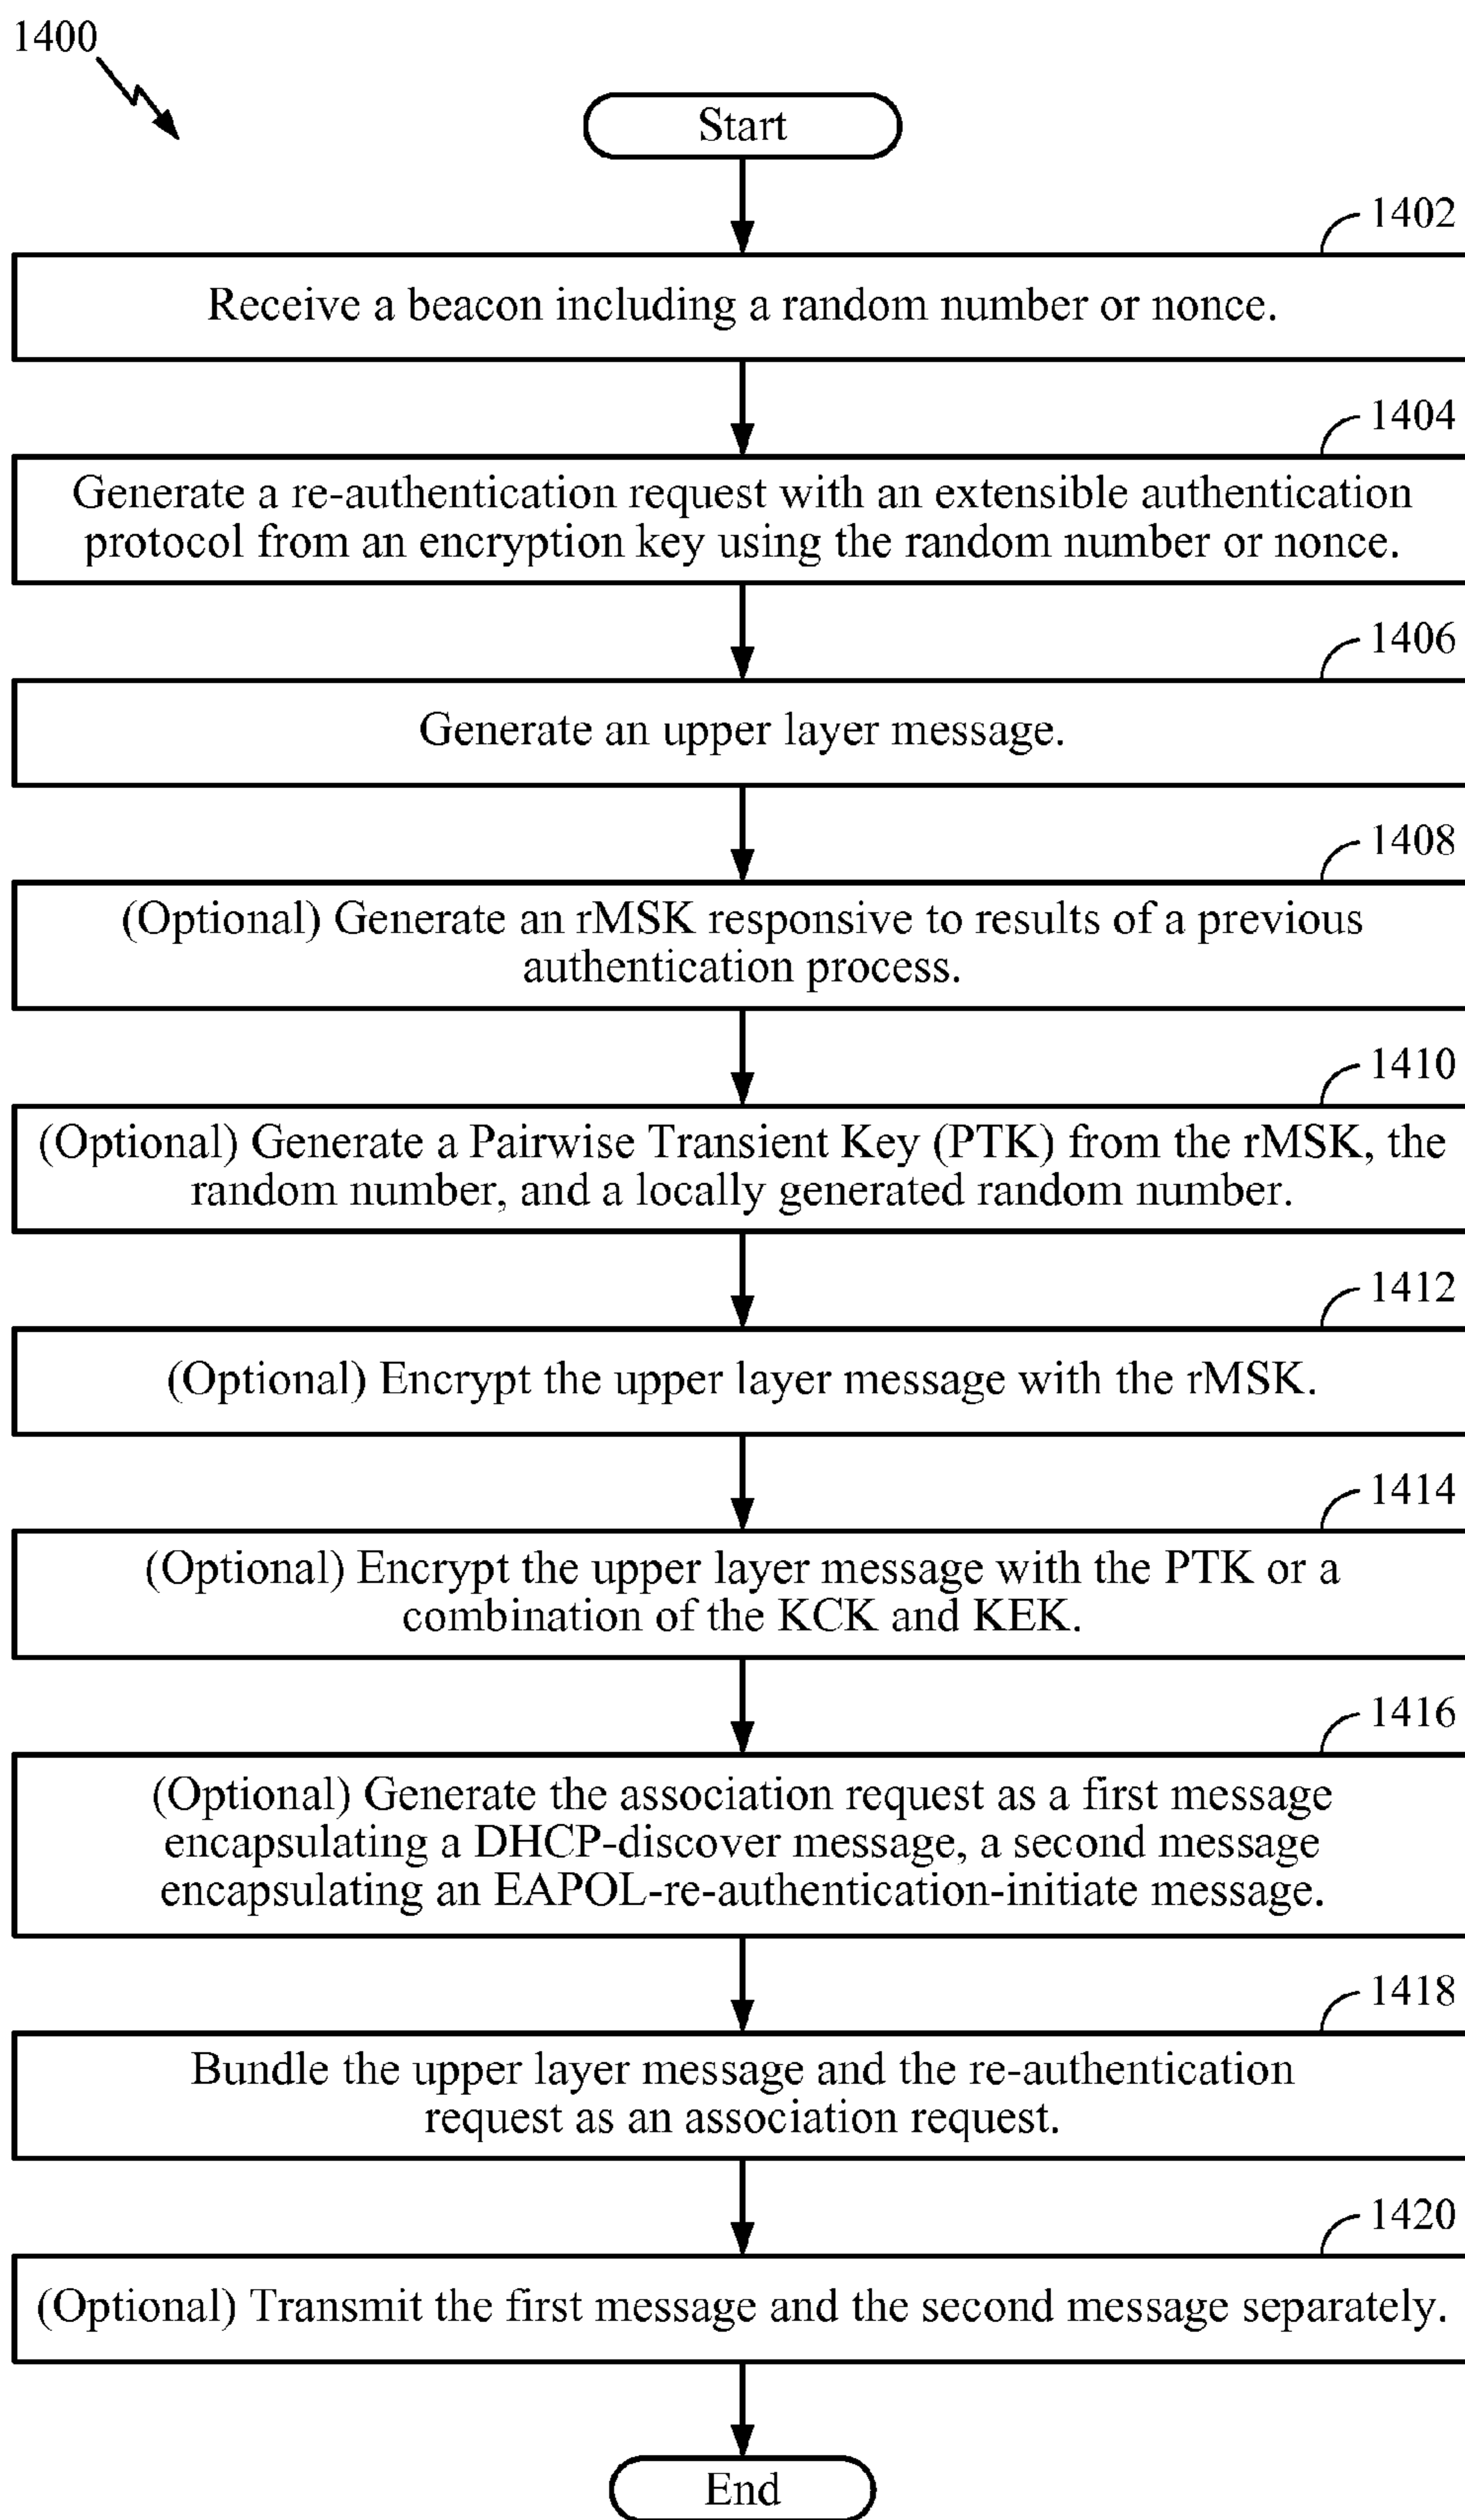 1400
Start
1402
Receive a beacon including a random number or nonce.
1404
Generate a re-authentication request with an extensible authentication
protocol from an encryption key using the random number or nonce.
1406
Generate an upper layer message.
1408
(Optional) Generate an rMSK responsive to results of a previous
authentication process.
1410
(Optional) Generate a Pairwise Transient Key (PTK) from the rMSK, the
random number, and a locally generated random number.
1412
(Optional) Encrypt the upper layer message with the rMSK.
1414
(Optional) Encrypt the upper layer message with the PTK or a
combination of the KCK and KEK.
1416
(Optional) Generate the association request as a first message
encapsulating a DHCP-discover message, a second message
encapsulating an EAPOL-re-authentication-initiate message.
1418
Bundle the upper layer message and the re-authentication
request as an association request.
1420
(Optional) Transmit the first message and the second message separately.
End